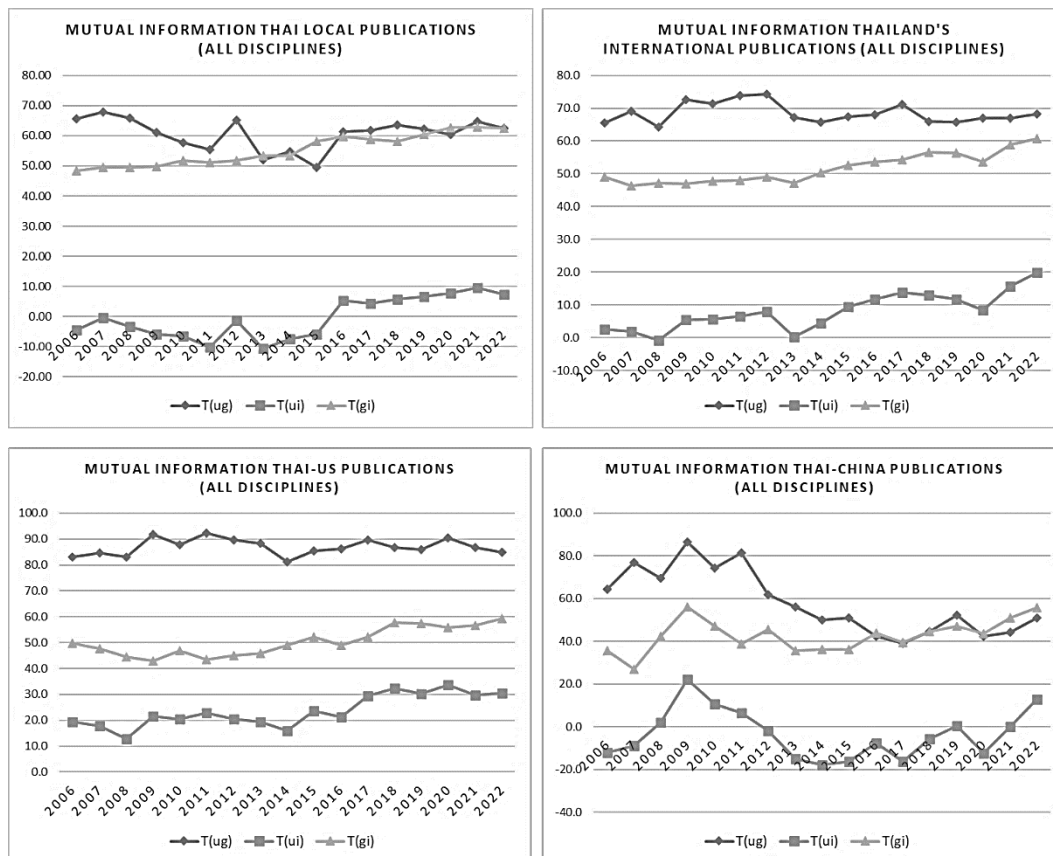 MUTUAL INFORMATION THAI LOCAL PUBLICATIONS
(ALL DISCIPLINES)
80.00
70.00
60.00
50.00
40.00
30.00
20.00
10.00
0.00
-10.00
-20.00
2006 2007 2008 2009 2010 2011 2012 2013 2014 2015 2016 2017 2018 2019 2020 2021 2022
T(ug) T(ui) T(gi)
MUTUAL INFORMATION THAILAND'S
INTERNATIONAL PUBLICATIONS (ALL DISCIPLINES)
80.0
70.0
60.0
50.0
40.0
30.0
20.0
10.0
0.0
-10.0
2006 2007 2008 2009 2010 2011 2012 2013 2014 2015 2016 2017 2018 2019 2020 2021 2022
T(ug) T(ui) T(gi)
MUTUAL INFORMATION THAI-US PUBLICATIONS
(ALL DISCIPLINES)
100.0
90.0
80.0
70.0
60.0
50.0
40.0
30.0
20.0
10.0
0.0
2006 2007 2008 2009 2010 2011 2012 2013 2014 2015 2016 2017 2018 2019 2020 2021 2022
T(ug) T(ui) T(gi)
MUTUAL INFORMATION THAI-CHINA PUBLICATIONS
(ALL DISCIPLINES)
100.0
80.0
60.0
40.0
20.0
0.0
-20.0
-40.0
2006 2007 2008 2009 2010 2011 2012 2013 2014 2015 2016 2017 2018 2019 2020 2021 2022
T(ug) T(ui) T(gi)